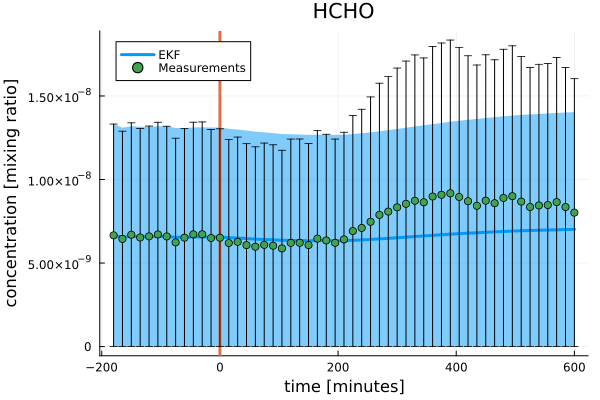 HCHO
EKF
Measurements
concentration [mixing ratio]
1.50×10⁻⁸
1.00×10⁻⁸
5.00×10⁻⁹
0
−200 0 200 400 600
time [minutes]